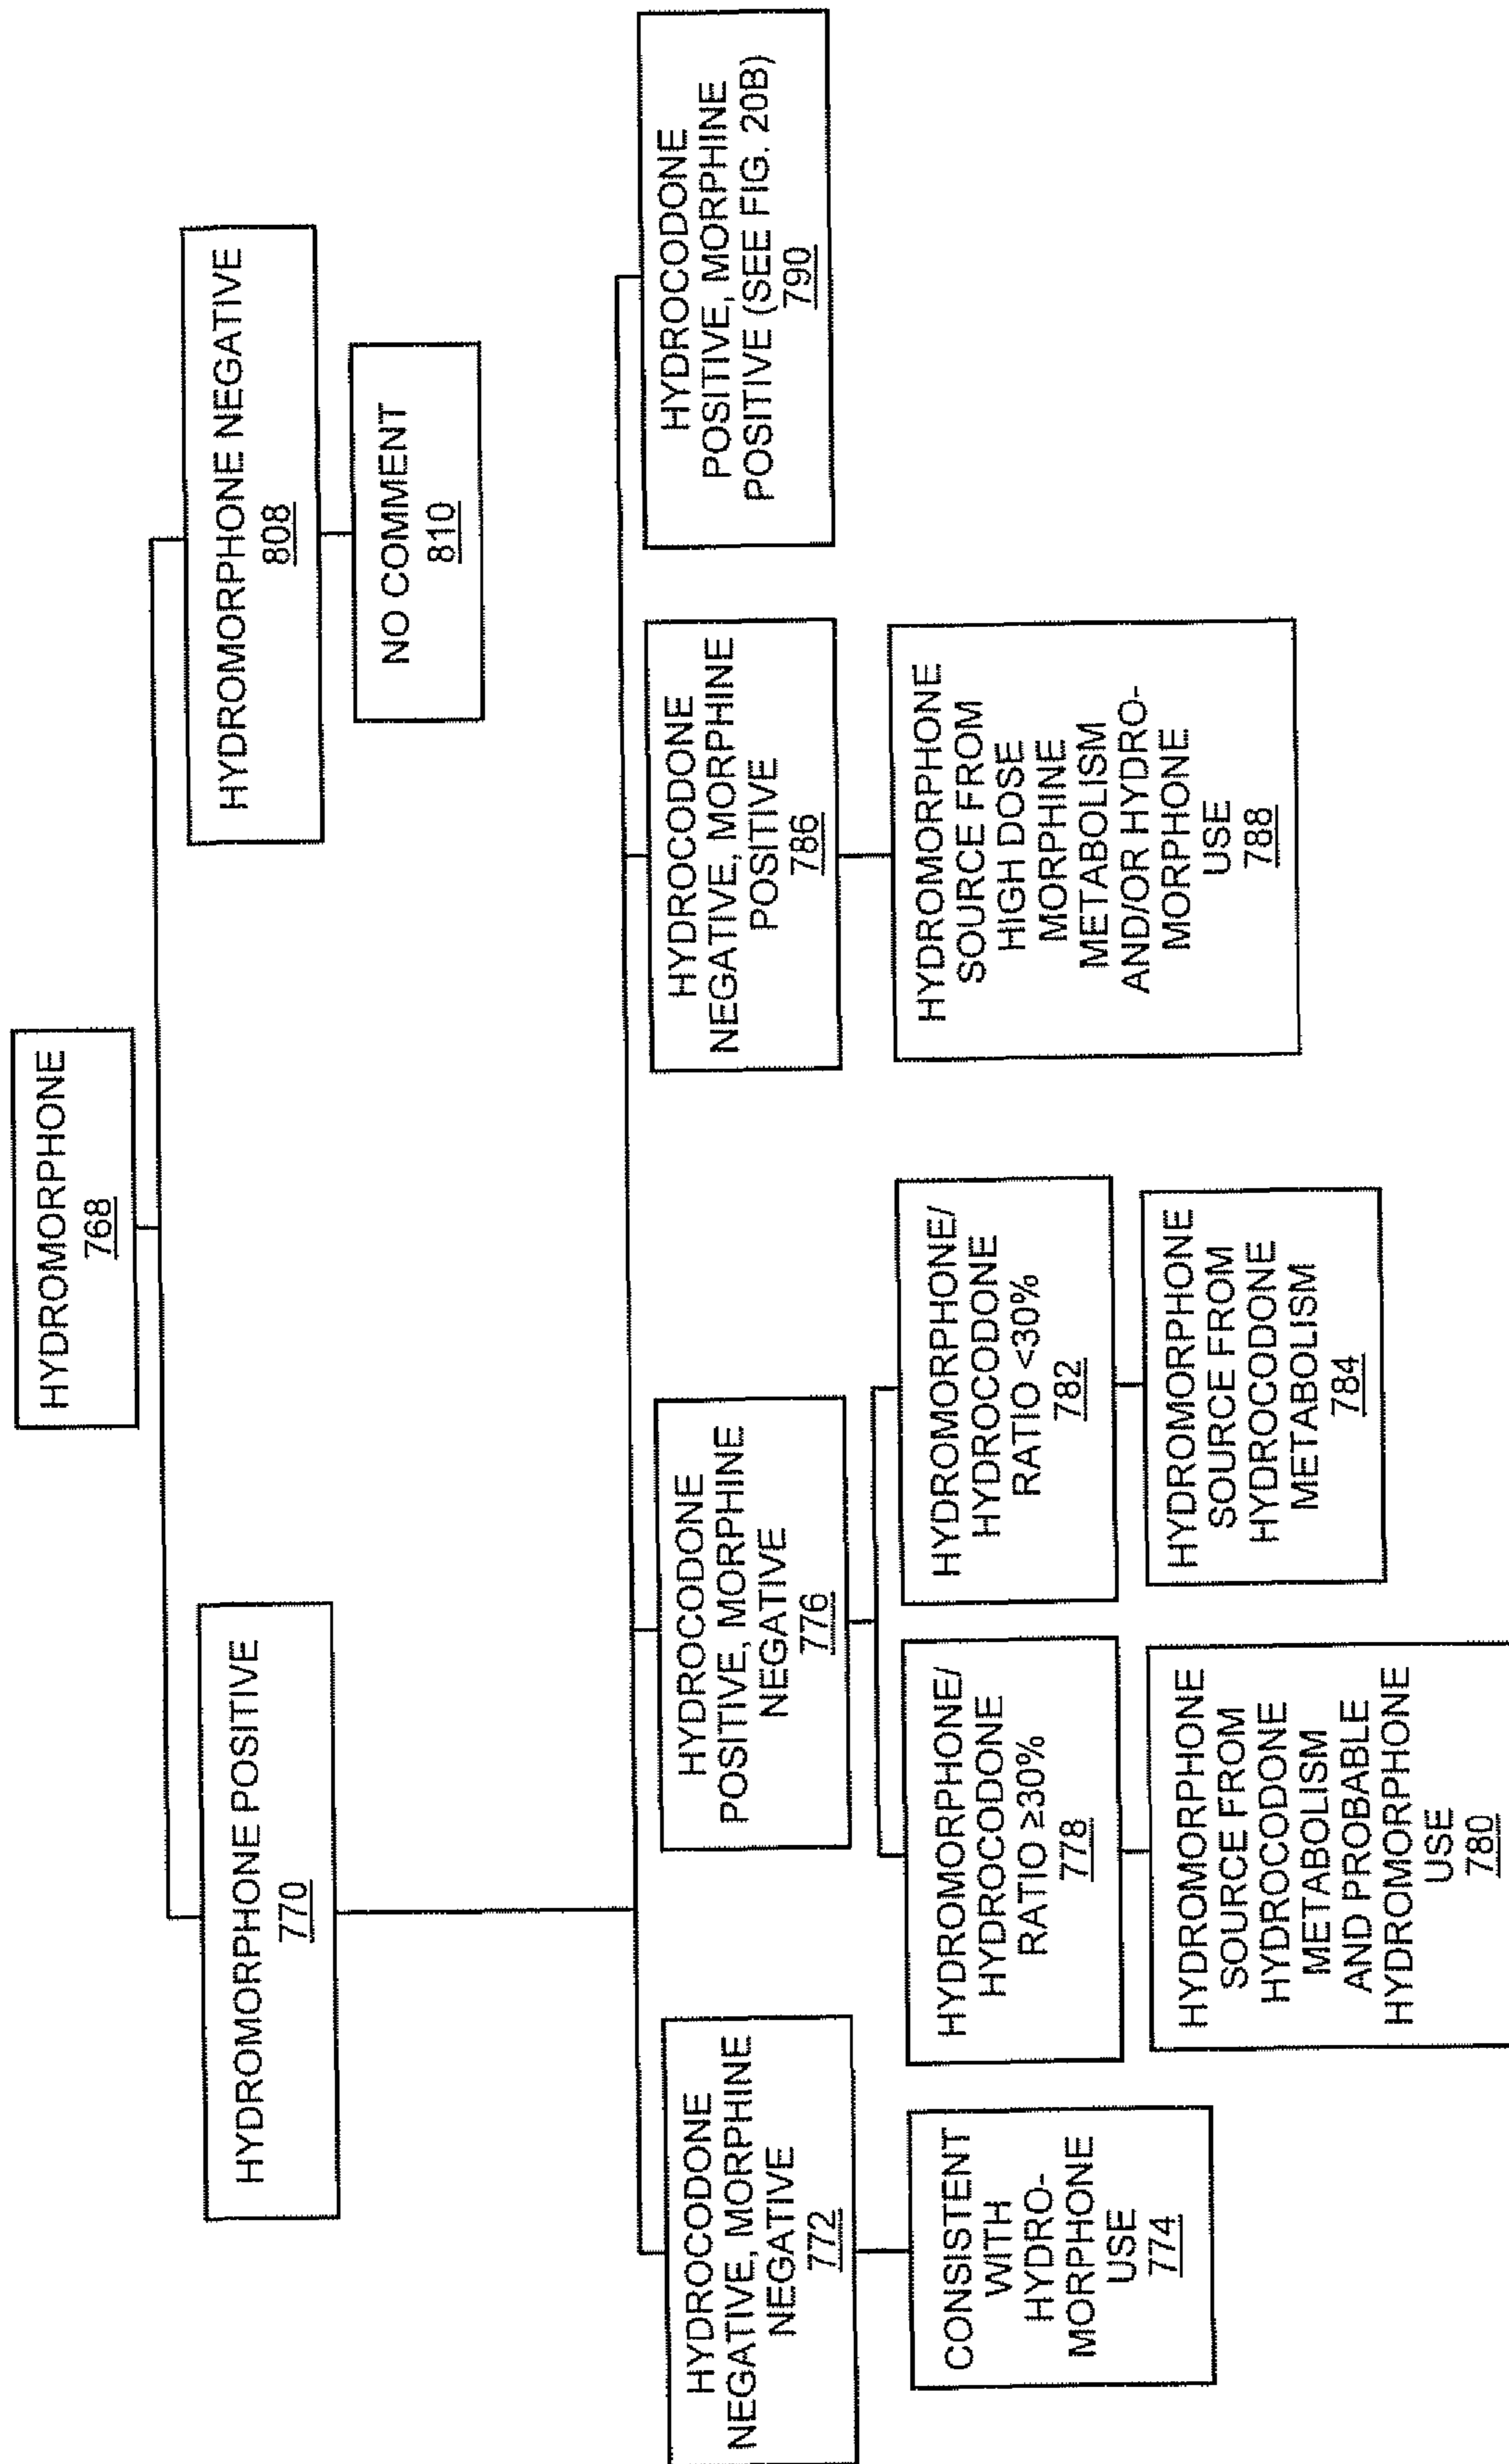 HYDROMORPHONE
768
HYDROMORPHONE POSITIVE
770
HYDROMORPHONE NEGATIVE
808
NO COMMENT
810
HYDROCODONE
NEGATIVE, MORPHINE
NEGATIVE
772
CONSISTENT
WITH
HYDRO-
MORPHONE
USE
774
HYDROCODONE
POSITIVE, MORPHINE
NEGATIVE
776
HYDROMORPHONE/
HYDROCODONE
RATIO ≥30%
778
HYDROMORPHONE
SOURCE FROM
HYDROCODONE
METABOLISM
AND PROBABLE
HYDROMORPHONE
USE
780
HYDROMORPHONE/
HYDROCODONE
RATIO <30%
782
HYDROMORPHONE
SOURCE FROM
HYDROCODONE
METABOLISM
784
HYDROCODONE
NEGATIVE, MORPHINE
POSITIVE
786
HYDROMORPHONE
SOURCE FROM
HIGH DOSE
MORPHINE
METABOLISM
AND/OR HYDRO-
MORPHONE
USE
788
HYDROCODONE
POSITIVE, MORPHINE
POSITIVE (SEE FIG. 20B)
790